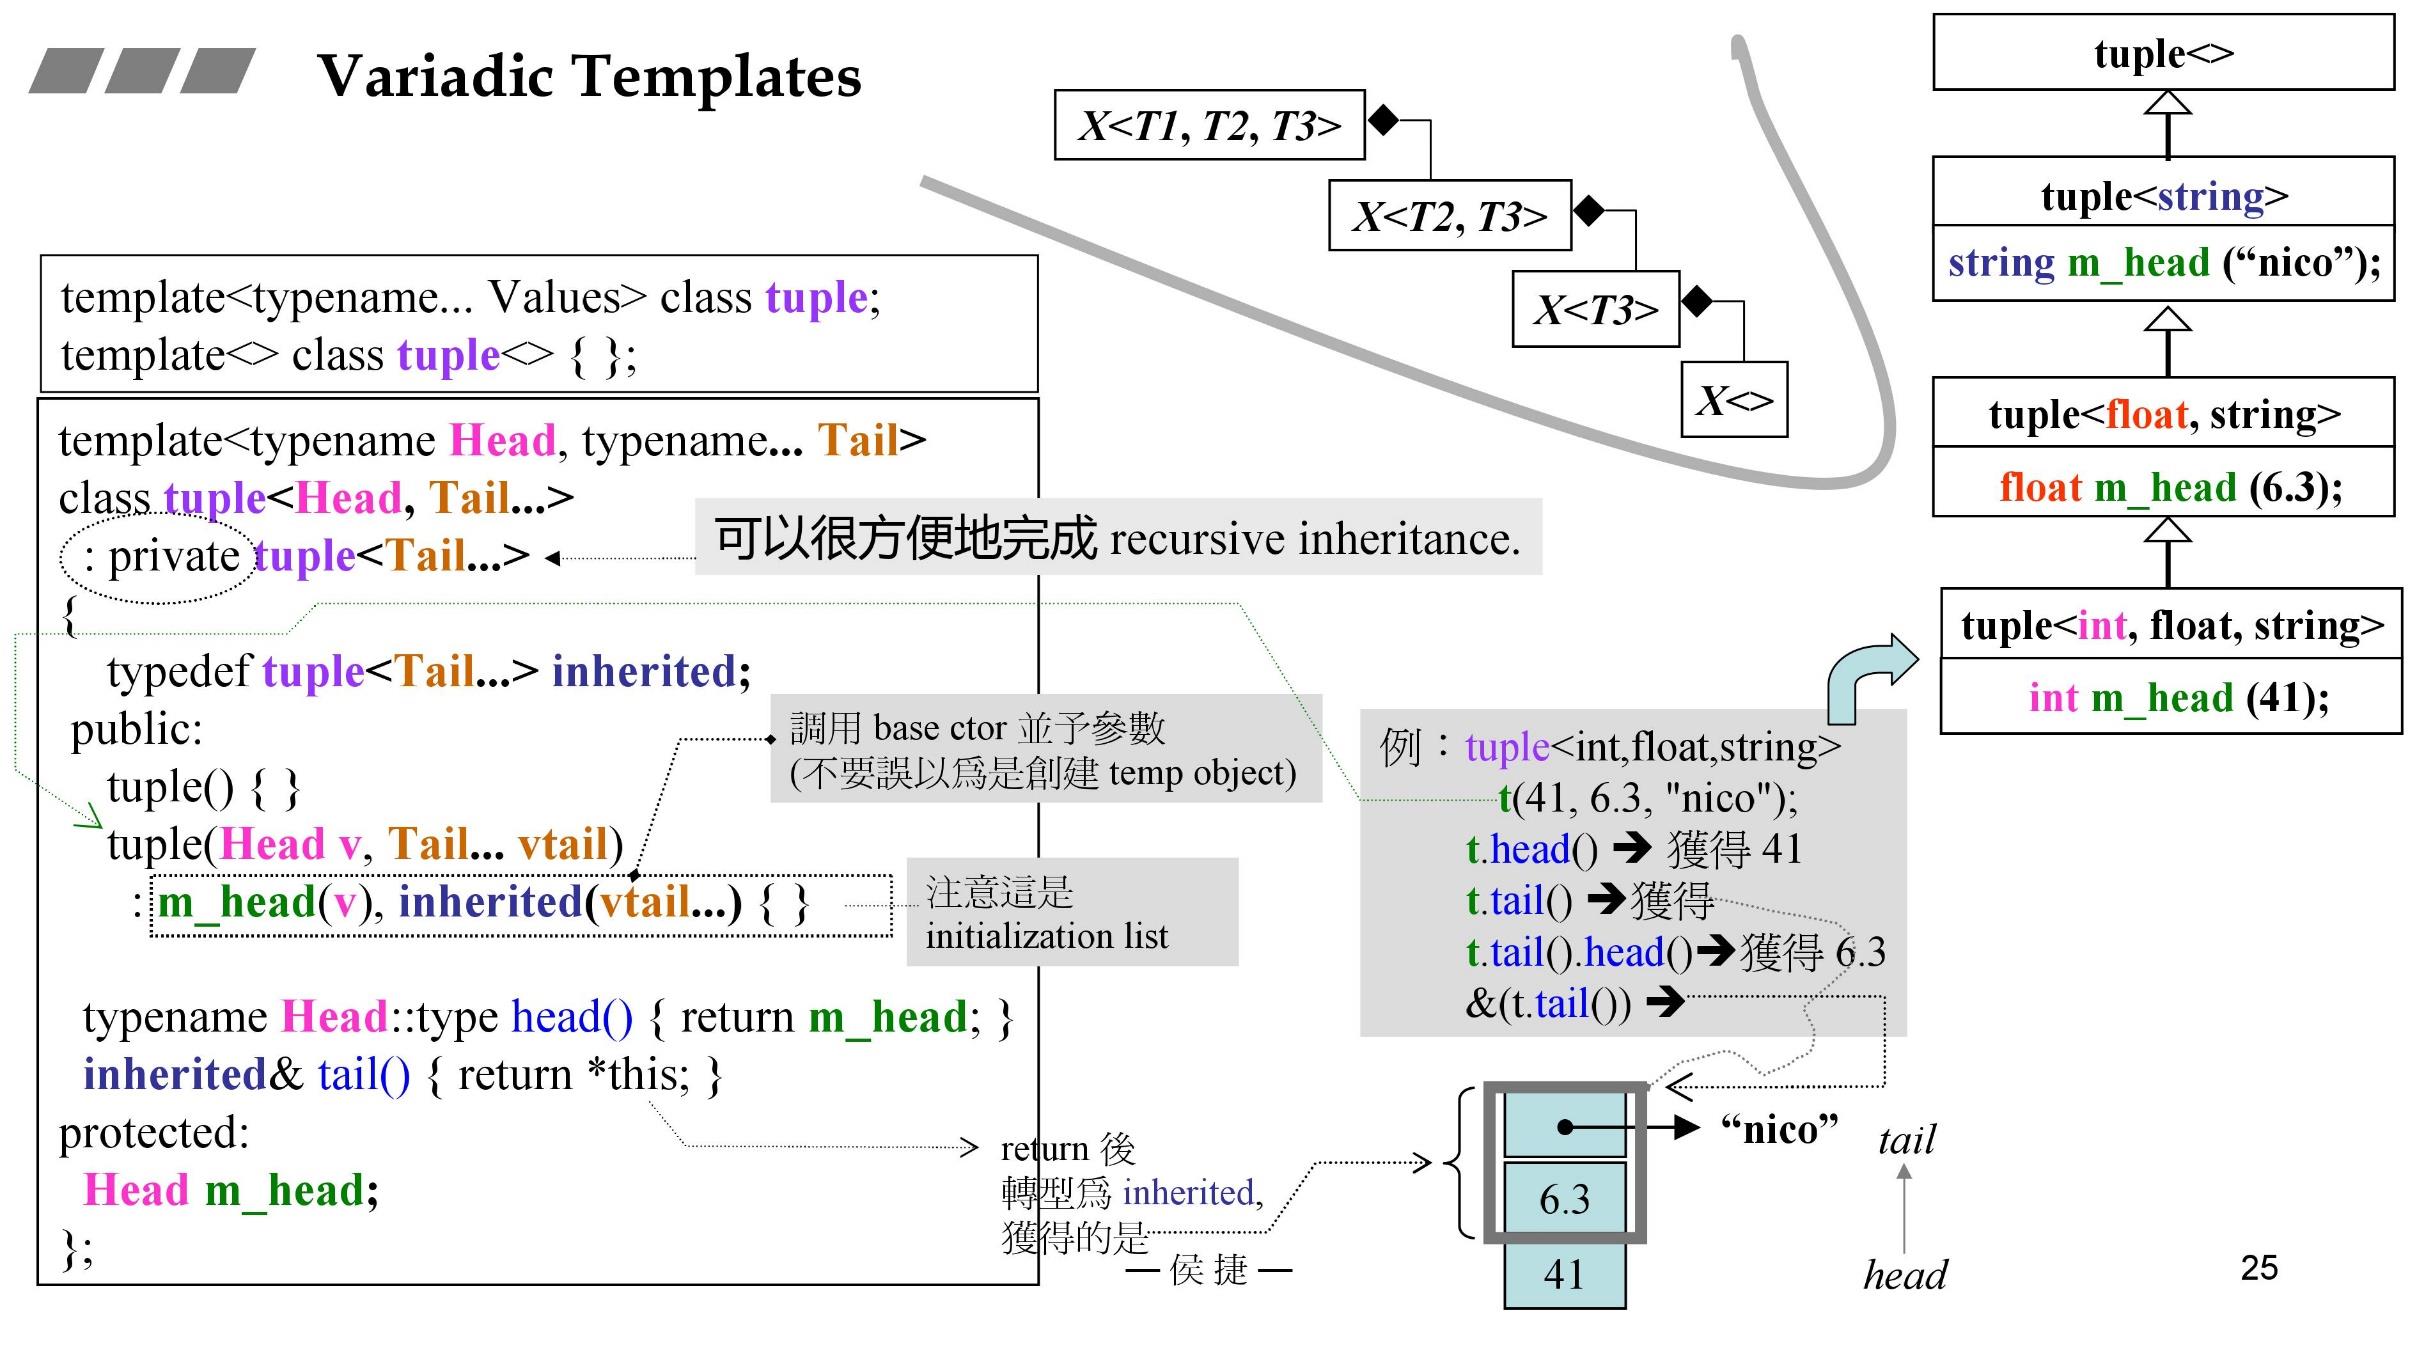 Variadic Templates
template<typename... Values> class tuple;
template<> class tuple<> { };
template<typename Head, typename... Tail>
class tuple<Head, Tail...>
: private tuple<Tail...>
{
typedef tuple<Tail...> inherited;
public:
tuple() { }
tuple(Head v, Tail... vtail)
: m_head(v), inherited(vtail...) { }
typename Head::type head() { return m_head; }
inherited& tail() { return *this; }
protected:
Head m_head;
};
可以很方便地完成 recursive inheritance.
調用 base ctor 並予參數
(不要誤以為是創建 temp object)
注意這是
initialization list
return 後
轉型為 inherited,
獲得的是
— 侯 捷 —
X<T1, T2, T3>
X<T2, T3>
X<T3>
X<>
例：tuple<int,float,string>
t(41, 6.3, "nico");
t.head() ➔ 獲得 41
t.tail() ➔獲得
t.tail().head()➔獲得 6.3
&(t.tail()) ➔
“nico”
6.3
41
tail
head
tuple<>
tuple<string>
string m_head (“nico”);
tuple<float, string>
float m_head (6.3);
tuple<int, float, string>
int m_head (41);
25